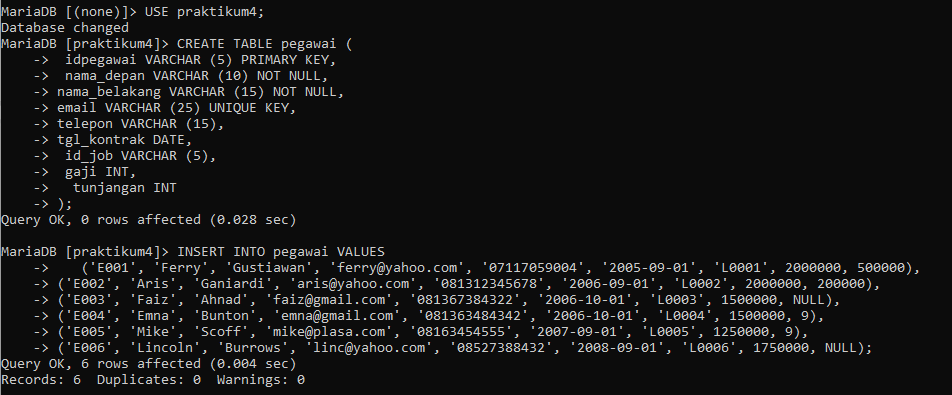 MariaDB [(none)]> USE praktikum4;
Database changed
MariaDB [praktikum4]> CREATE TABLE pegawai (
    ->  idpegawai VARCHAR (5) PRIMARY KEY,
    ->  nama_depan VARCHAR (10) NOT NULL,
    -> nama_belakang VARCHAR (15) NOT NULL,
    -> email VARCHAR (25) UNIQUE KEY,
    -> telepon VARCHAR (15),
    -> tgl_kontrak DATE,
    ->  id_job VARCHAR (5),
    ->  gaji INT,
    ->   tunjangan INT
    -> );
Query OK, 0 rows affected (0.028 sec)
MariaDB [praktikum4]> INSERT INTO pegawai VALUES
    ->    ('E001', 'Ferry', 'Gustiawan', 'ferry@yahoo.com', '07117059004', '2005-09-01', 'L0001', 2000000, 500000),
    -> ('E002', 'Aris', 'Ganiardi', 'aris@yahoo.com', '081312345678', '2006-09-01', 'L0002', 2000000, 200000),
    -> ('E003', 'Faiz', 'Ahnad', 'faiz@gmail.com', '081367384322', '2006-10-01', 'L0003', 1500000, NULL),
    -> ('E004', 'Emna', 'Bunton', 'emna@gmail.com', '081363484342', '2006-10-01', 'L0004', 1500000, 9),
    -> ('E005', 'Mike', 'Scoff', 'mike@plasa.com', '08163454555', '2007-09-01', 'L0005', 1250000, 9),
    -> ('E006', 'Lincoln', 'Burrows', 'linc@yahoo.com', '08527388432', '2008-09-01', 'L0006', 1750000, NULL);
Query OK, 6 rows affected (0.004 sec)
Records: 6  Duplicates: 0  Warnings: 0